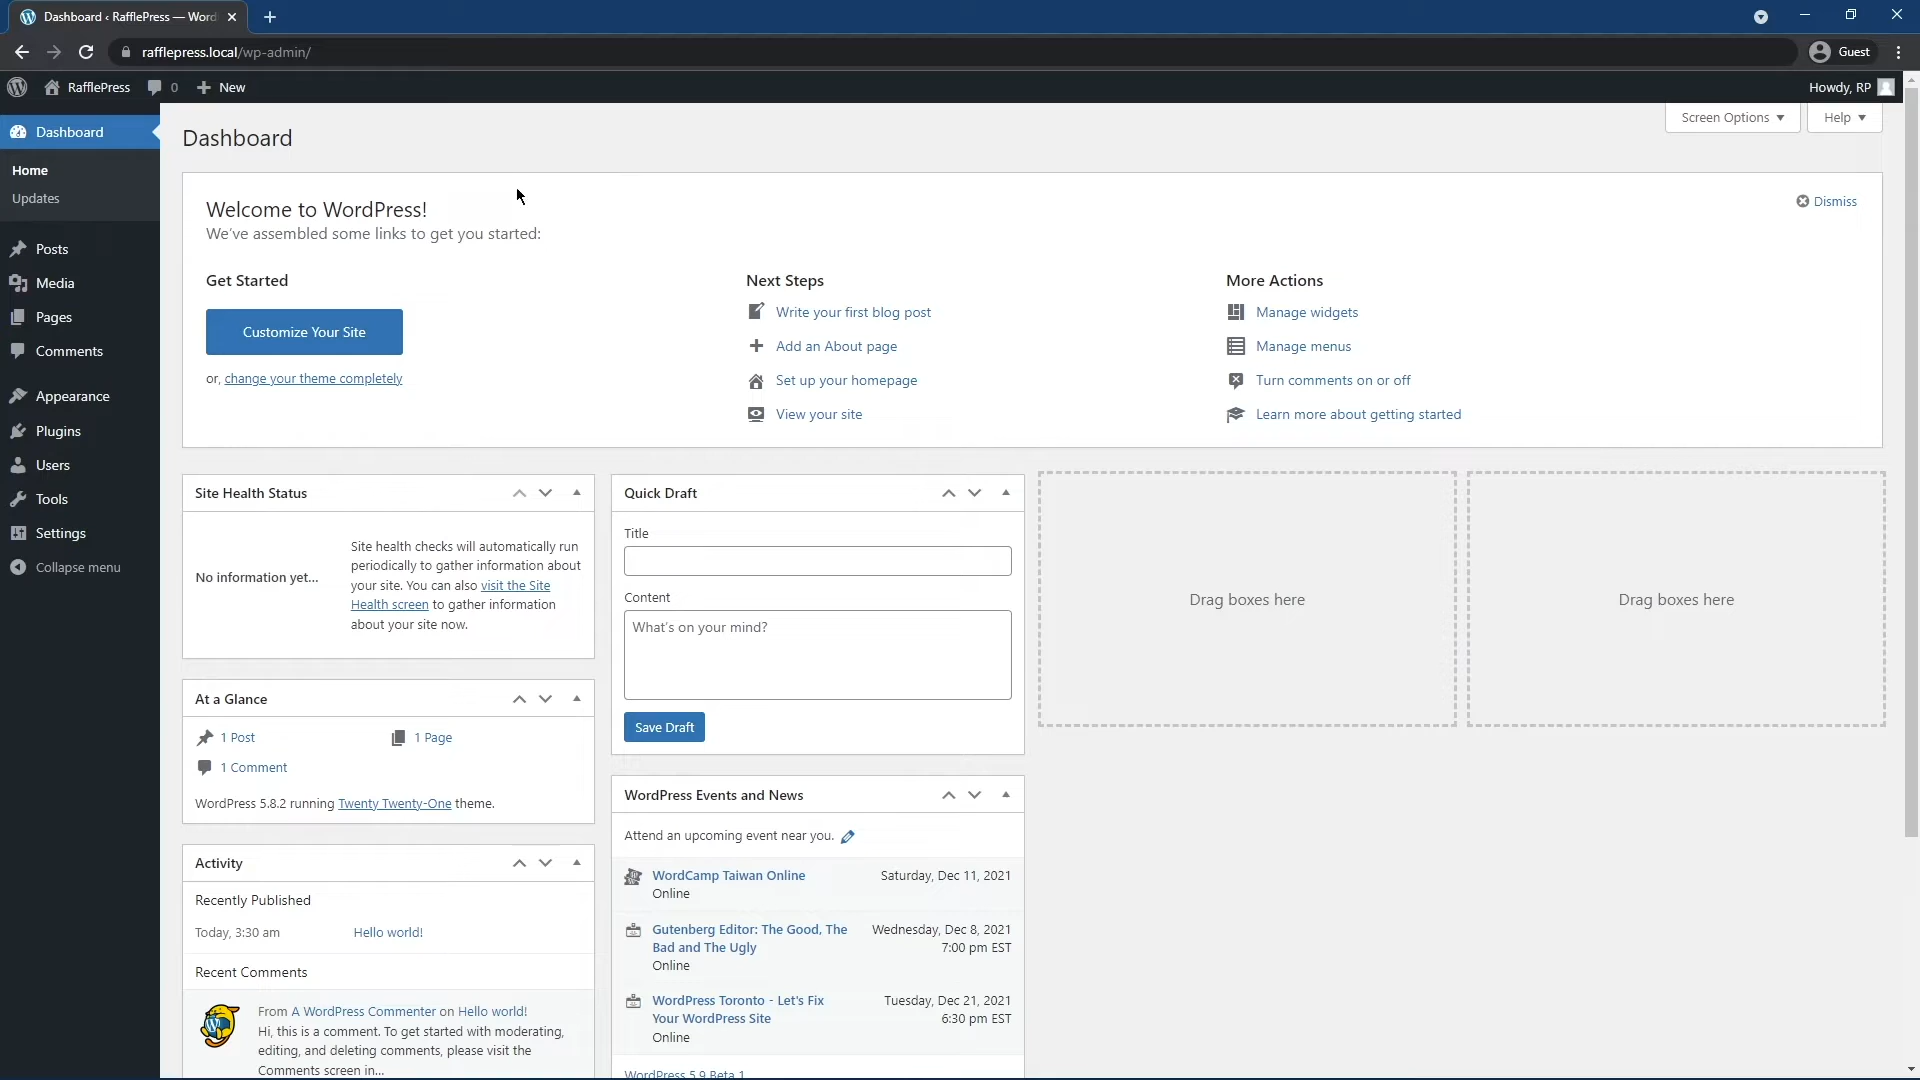 Dashboard ‹ RafflePress — Word
rafflepress.local/wp-admin/
Guest
RafflePress
0
New
Howdy, RP
Dashboard
Home
Updates
Posts
Media
Pages
Comments
Appearance
Plugins
Users
Tools
Settings
Collapse menu
Dashboard
Screen Options
Help
Welcome to WordPress!
We've assembled some links to get you started:
Dismiss
Get Started
Customize Your Site
or, change your theme completely
Next Steps
Write your first blog post
Add an About page
Set up your homepage
View your site
More Actions
Manage widgets
Manage menus
Turn comments on or off
Learn more about getting started
Site Health Status
No information yet...
Site health checks will automatically run
periodically to gather information about
your site. You can also visit the Site
Health screen to gather information
about your site now.
At a Glance
1 Post
1 Page
1 Comment
WordPress 5.8.2 running Twenty Twenty-One theme.
Activity
Recently Published
Today, 3:30 am
Hello world!
Recent Comments
From A WordPress Commenter on Hello world!
Hi, this is a comment. To get started with moderating,
editing, and deleting comments, please visit the
Comments screen in...
Quick Draft
Title
Content
What's on your mind?
Save Draft
WordPress Events and News
Attend an upcoming event near you.
WordCamp Taiwan Online
Online
Saturday, Dec 11, 2021
Gutenberg Editor: The Good, The
Bad and The Ugly
Online
Wednesday, Dec 8, 2021
7:00 pm EST
WordPress Toronto - Let's Fix
Your WordPress Site
Online
Tuesday, Dec 21, 2021
6:30 pm EST
WordPress 5.9 Beta 1
Drag boxes here
Drag boxes here